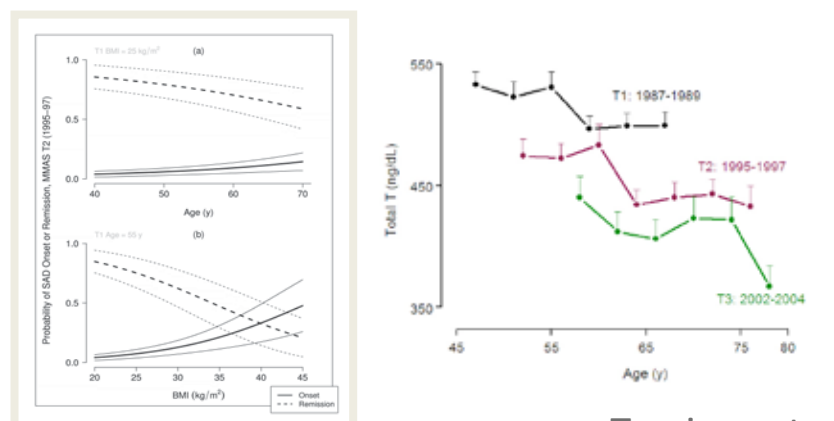 T1 BMI = 25 kg/m²
(a)
1.0
0.5
0.0
40
50
60
70
Age (y)
Probability of SAD Onset or Remission, MMAS T2 (1995–97)
T1 Age = 55 y
(b)
1.0
0.5
0.0
20
25
30
35
40
45
BMI (kg/m²)
Onset
Remission
550
450
350
Total T (ng/dL)
T1: 1987-1989
T2: 1995-1997
T3: 2002-2004
45
55
65
75
80
Age (y)